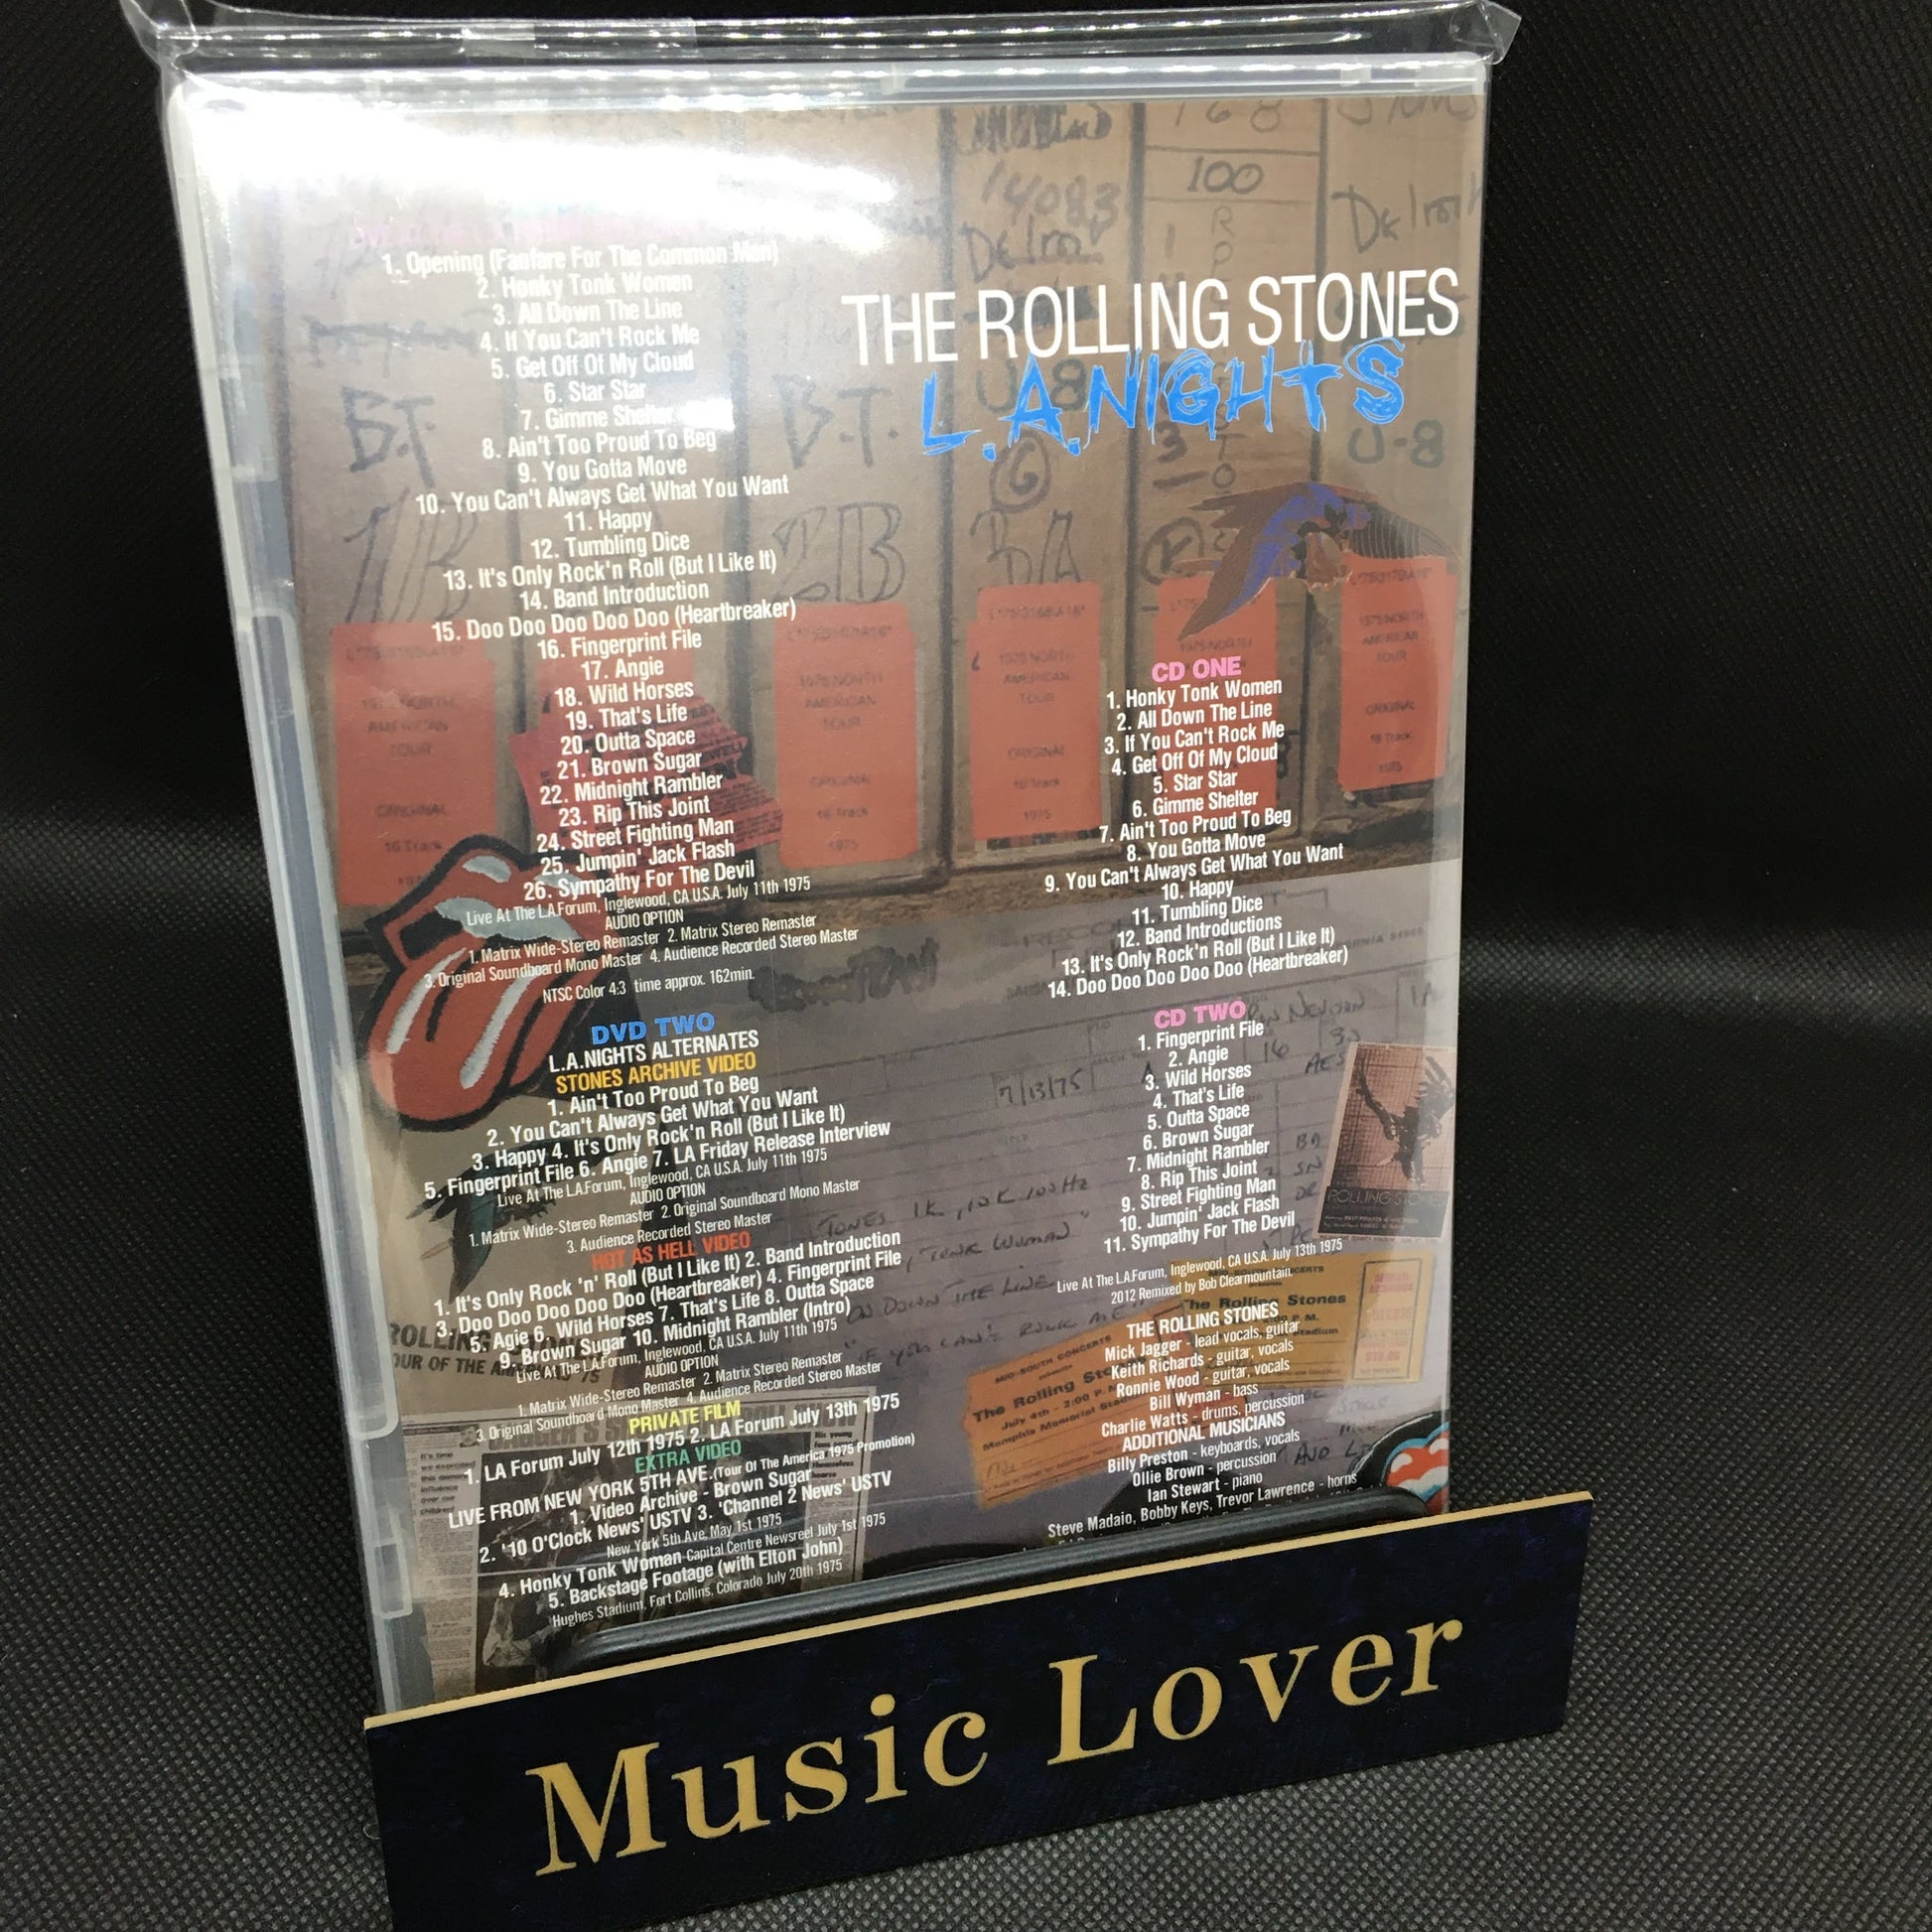 1. Opening (Fanfare For The Common Man)
2. Honky Tonk Women
3. All Down The Line
4. If You Can't Rock Me
5. Get Off Of My Cloud
6. Star Star
7. Gimme Shelter
8. Ain't Too Proud To Beg
9. You Gotta Move
10. You Can't Always Get What You Want
11. Happy
12. Tumbling Dice
13. It's Only Rock'n Roll (But I Like It)
14. Band Introduction
15. Doo Doo Doo Doo Doo (Heartbreaker)
16. Fingerprint File
17. Angie
18. Wild Horses
19. That's Life
20. Outta Space
21. Brown Sugar
22. Midnight Rambler
23. Rip This Joint
24. Street Fighting Man
25. Jumpin' Jack Flash
26. Sympathy For The Devil
Live At The L.A.Forum, Inglewood, CA U.S.A. July 11th 1975
AUDIO OPTION
1. Matrix Wide-Stereo Remaster 2. Matrix Stereo Remaster
3. Original Soundboard Mono Master 4. Audience Recorded Stereo Master
NTSC Color 4:3 time approx. 162min.
DVD TWO
L.A.NIGHTS ALTERNATES
STONES ARCHIVE VIDEO
1. Ain't Too Proud To Beg
2. You Can't Always Get What You Want
3. Happy 4. It's Only Rock'n Roll (But I Like It)
5. Fingerprint File 6. Angie 7. LA Friday Release Interview
Live At The L.A.Forum, Inglewood, CA U.S.A. July 11th 1975
AUDIO OPTION
1. Matrix Wide-Stereo Remaster 2. Original Soundboard Mono Master
3. Audience Recorded Stereo Master
HOT AS HELL VIDEO
1. It's Only Rock 'n' Roll (But I Like It) 2. Band Introduction
3. Doo Doo Doo Doo Doo (Heartbreaker) 4. Fingerprint File
5. Agie 6. Wild Horses 7. That's Life 8. Outta Space
9. Brown Sugar 10. Midnight Rambler (Intro)
Live At The L.A.Forum, Inglewood, CA U.S.A. July 11th 1975
AUDIO OPTION
1. Matrix Wide-Stereo Remaster 2. Matrix Stereo Remaster
3. Original Soundboard Mono Master 4. Audience Recorded Stereo Master
PRIVATE FILM
1. LA Forum July 12th 1975 2. LA Forum July 13th 1975
EXTRA VIDEO
LIVE FROM NEW YORK 5TH AVE.(Tour Of The America 1975 Promotion)
1. Video Archive - Brown Sugar
2. '10 O'Clock News' USTV 3. 'Channel 2 News' USTV
New York 5th Ave, May 1st 1975
4. Honky Tonk Woman Capital Centre Newsreel July 1st 1975
5. Backstage Footage (with Elton John)
Hughes Stadium, Fort Collins, Colorado July 20th 1975
THE ROLLING STONES
L.A.NIGHTS
CD ONE
1. Honky Tonk Women
2. All Down The Line
3. If You Can't Rock Me
4. Get Off Of My Cloud
5. Star Star
6. Gimme Shelter
7. Ain't Too Proud To Beg
8. You Gotta Move
9. You Can't Always Get What You Want
10. Happy
11. Tumbling Dice
12. Band Introductions
13. It's Only Rock'n Roll (But I Like It)
14. Doo Doo Doo Doo Doo (Heartbreaker)
CD TWO
1. Fingerprint File
2. Angie
3. Wild Horses
4. That's Life
5. Outta Space
6. Brown Sugar
7. Midnight Rambler
8. Rip This Joint
9. Street Fighting Man
10. Jumpin' Jack Flash
11. Sympathy For The Devil
Live At The L.A.Forum, Inglewood, CA U.S.A. July 13th 1975
2012 Remixed by Bob Clearmountain.
THE ROLLING STONES
Mick Jagger - lead vocals, guitar
Keith Richards - guitar, vocals
Ronnie Wood - guitar, vocals
Bill Wyman - bass
Charlie Watts - drums, percussion
ADDITIONAL MUSICIANS
Billy Preston - keyboards, vocals
Ollie Brown - percussion
Ian Stewart - piano
Steve Madaio, Bobby Keys, Trevor Lawrence - horns
100
14083
B.T.
B.T.
U-8
U-8
1B
2B
3A
1975 NORTH
AMERICAN
TOUR
ORIGINAL
16 Track
1975
7/13/75
The Rolling Stones
Music Lover